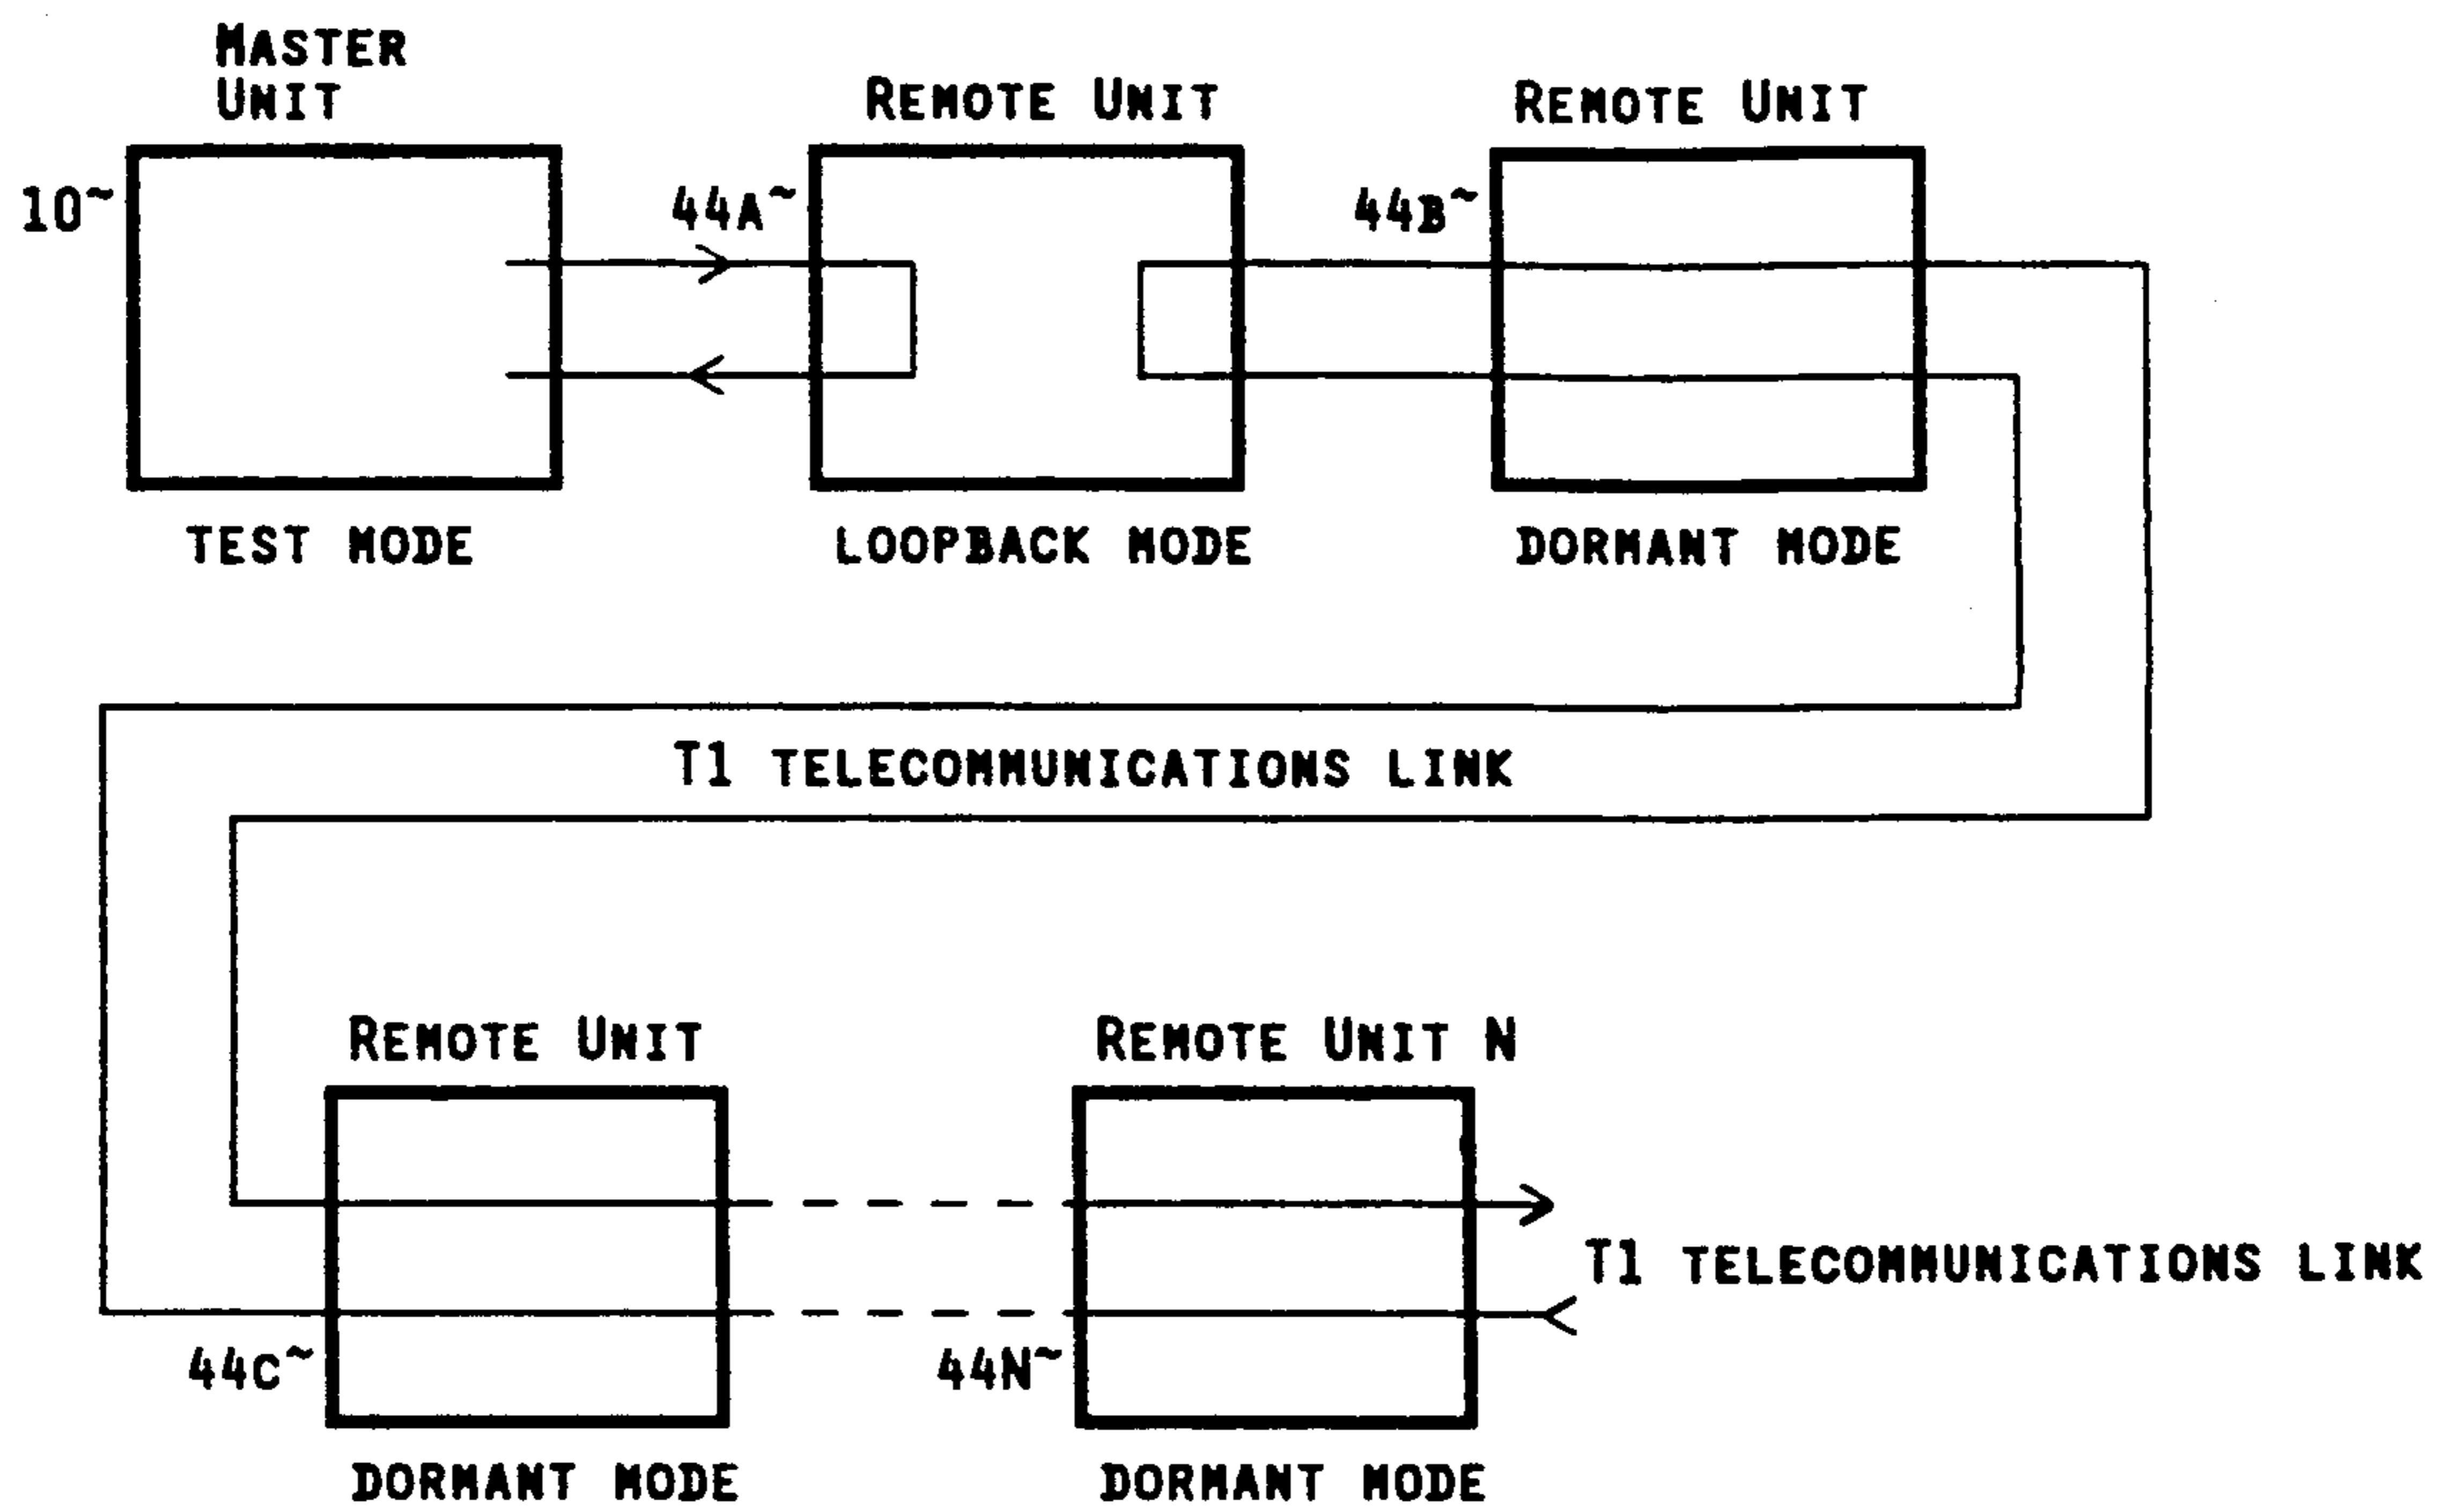 MASTER
UNIT
REMOTE UNIT
REMOTE UNIT
10~
44A~
44B~
TEST MODE
LOOPBACK MODE
DORMANT MODE
T1 TELECOMMUNICATIONS LINK
REMOTE UNIT
REMOTE UNIT N
T1 TELECOMMUNICATIONS LINK
44C~
44N~
DORMANT MODE
DORMANT MODE